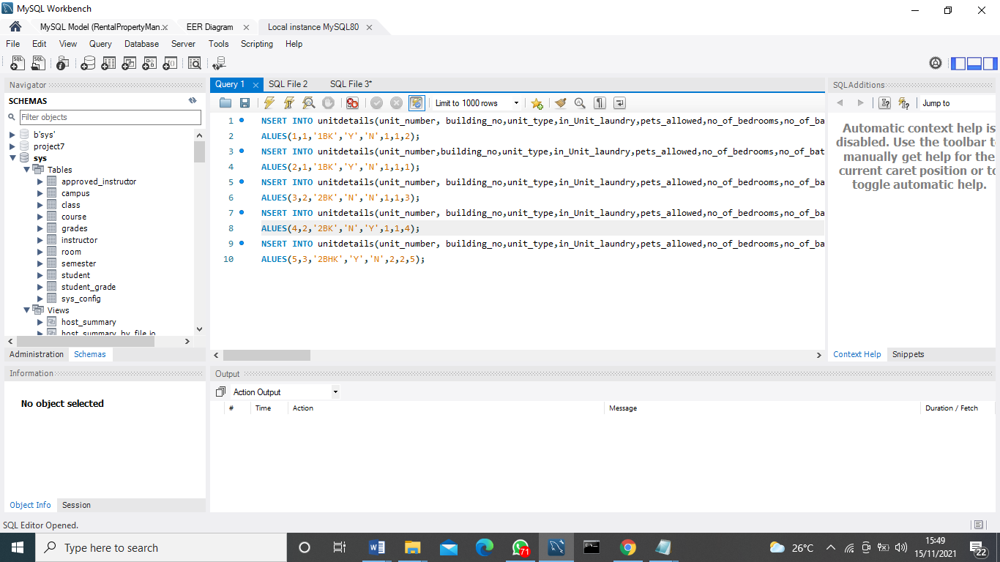 MySQL Workbench
MySQL Model (RentalPropertyMan... EER Diagram Local instance MySQL80
File Edit View Query Database Server Tools Scripting Help
Navigator
SCHEMAS
Filter objects
b'sys'
project7
sys
Tables
approved_instructor
campus
class
course
grades
instructor
room
semester
student
student_grade
sys_config
Views
host_summary
host_summary_by_file_io
Administration Schemas
Information
No object selected
Object Info Session
Query 1 SQL File 2 SQL File 3*
Limit to 1000 rows
1 NSERT INTO unitdetails(unit_number, building_no,unit_type,in_Unit_laundry,pets_allowed,no_of_bedrooms,no_of_ba
2 ALUES(1,1,'1BK','Y','N',1,1,2);
3 NSERT INTO unitdetails(unit_number,building_no,unit_type,in_Unit_laundry,pets_allowed,no_of_bedrooms,no_of_bat
4 ALUES(2,1,'1BK','Y','N',1,1,1);
5 NSERT INTO unitdetails(unit_number, building_no,unit_type,in_Unit_laundry,pets_allowed,no_of_bedrooms,no_of_ba
6 ALUES(3,2,'2BK','N','N',1,1,3);
7 NSERT INTO unitdetails(unit_number, building_no,unit_type,in_Unit_laundry,pets_allowed,no_of_bedrooms,no_of_ba
8 ALUES(4,2,'2BK','N','Y',1,1,4);
9 NSERT INTO unitdetails(unit_number, building_no,unit_type,in_Unit_laundry,pets_allowed,no_of_bedrooms,no_of_ba
10 ALUES(5,3,'2BHK','Y','N',2,2,5);
SQLAdditions
Jump to
Automatic context help is
disabled. Use the toolbar t
manually get help for the
current caret position or to
toggle automatic help.
Context Help Snippets
Output
Action Output
# Time Action Message Duration / Fetch
SQL Editor Opened.
Type here to search
71
26°C
15:49
15/11/2021
22